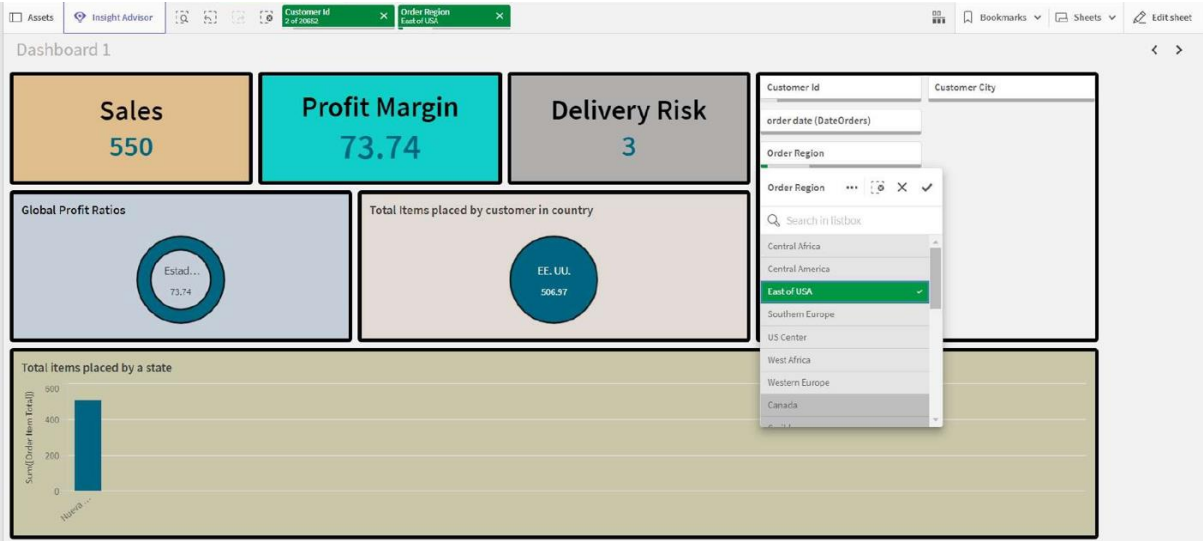 Assets
Insight Advisor
Customer Id
2 of 20652
Order Region
East of USA
Bookmarks
Sheets
Edit sheet
Dashboard 1
Sales
550
Profit Margin
73.74
Delivery Risk
3
Customer Id
Customer City
order date (DateOrders)
Order Region
Order Region
Search in listbox
Central Africa
Central America
East of USA
Southern Europe
US Center
West Africa
Western Europe
Canada
Global Profit Ratios
Estad...
73.74
Total Items placed by customer in country
EE. UU.
506.97
Total items placed by a state
Sum([Order Item Total])
600
400
200
0
Nueva ...